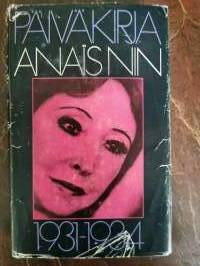 PÄIVÄKIRJA
ANAÏS NIN
1931-1934